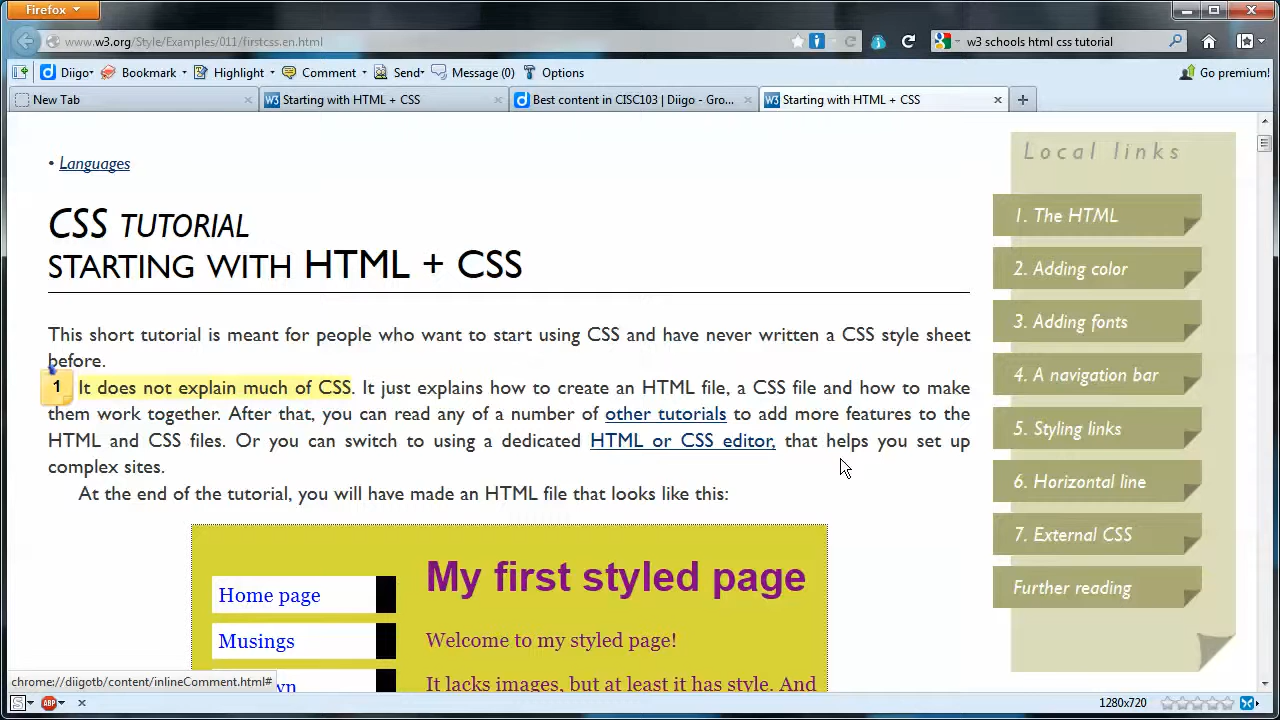 Firefox
www.w3.org/Style/Examples/011/firstcss.en.html
w3 schools html css tutorial
Diigo
Bookmark
Highlight
Comment
Send
Message (0)
Options
Go premium!
New Tab
Starting with HTML + CSS
Best content in CISC103 | Diigo - Gro...
Starting with HTML + CSS
• Languages
CSS TUTORIAL
STARTING WITH HTML + CSS
This short tutorial is meant for people who want to start using CSS and have never written a CSS style sheet
before.
1 It does not explain much of CSS. It just explains how to create an HTML file, a CSS file and how to make
them work together. After that, you can read any of a number of other tutorials to add more features to the
HTML and CSS files. Or you can switch to using a dedicated HTML or CSS editor, that helps you set up
complex sites.
At the end of the tutorial, you will have made an HTML file that looks like this:
My first styled page
Home page
Musings
Welcome to my styled page!
It lacks images, but at least it has style. And
Local links
1. The HTML
2. Adding color
3. Adding fonts
4. A navigation bar
5. Styling links
6. Horizontal line
7. External CSS
Further reading
chrome://diigotb/content/inlineComment.html#
ABP
1280x720